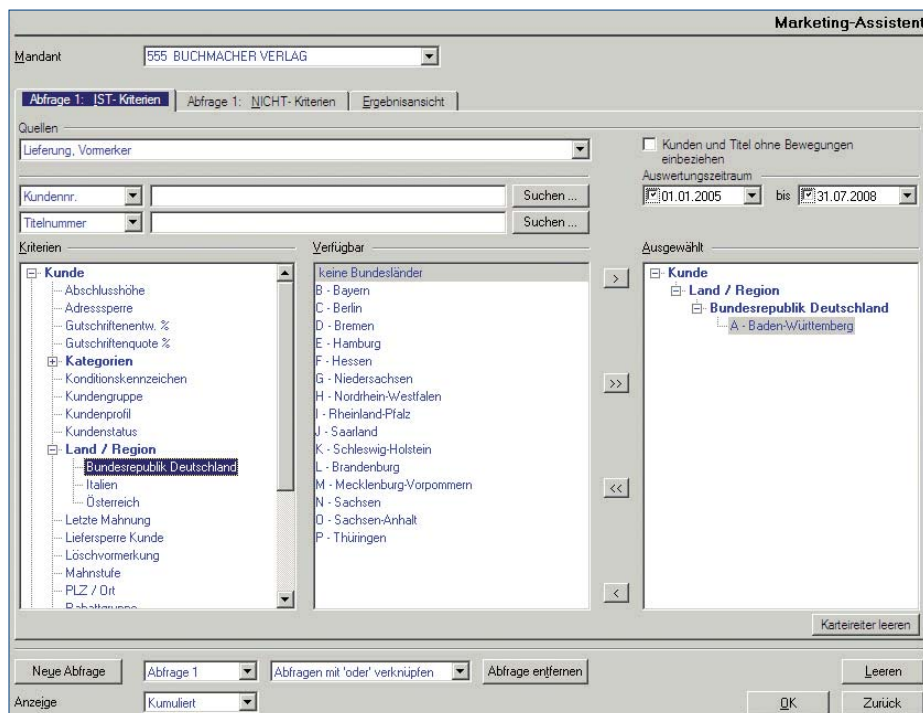 Marketing-Assistent
Mandant 555 BUCHMACHER VERLAG
Abfrage 1: IST- Kriterien Abfrage 1: NICHT- Kriterien Ergebnisansicht
Quellen
Lieferung, Vormerker
Kunden und Titel ohne Bewegungen
einbeziehen
Auswertungszeitraum
01.01.2005 bis 31.07.2008
Kundennr. Suchen ...
Titelnummer Suchen ...
Kriterien
Kunde
Abschlusshöhe
Adresssperre
Gutschriftenentw. %
Gutschriftenquote %
Kategorien
Konditionskennzeichen
Kundengruppe
Kundenprofil
Kundenstatus
Land / Region
Bundesrepublik Deutschland
Italien
Österreich
Letzte Mahnung
Liefersperre Kunde
Löschvormerkung
Mahnstufe
PLZ / Ort
Rabattgruppe
Verfügbar
keine Bundesländer
B - Bayern
C - Berlin
D - Bremen
E - Hamburg
F - Hessen
G - Niedersachsen
H - Nordrhein-Westfalen
I - Rheinland-Pfalz
J - Saarland
K - Schleswig-Holstein
L - Brandenburg
M - Mecklenburg-Vorpommern
N - Sachsen
O - Sachsen-Anhalt
P - Thüringen
>
>>
<<
<
Ausgewählt
Kunde
Land / Region
Bundesrepublik Deutschland
A - Baden-Württemberg
Karteireiter leeren
Neue Abfrage Abfrage 1 Abfragen mit 'oder' verknüpfen Abfrage entfernen Leeren
Anzeige Kumuliert OK Zurück